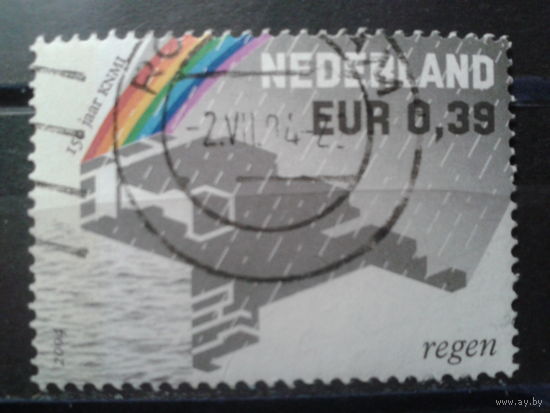 150 jaar KNMI
NEDERLAND
EUR 0,39
regen
2004
www.ay.by